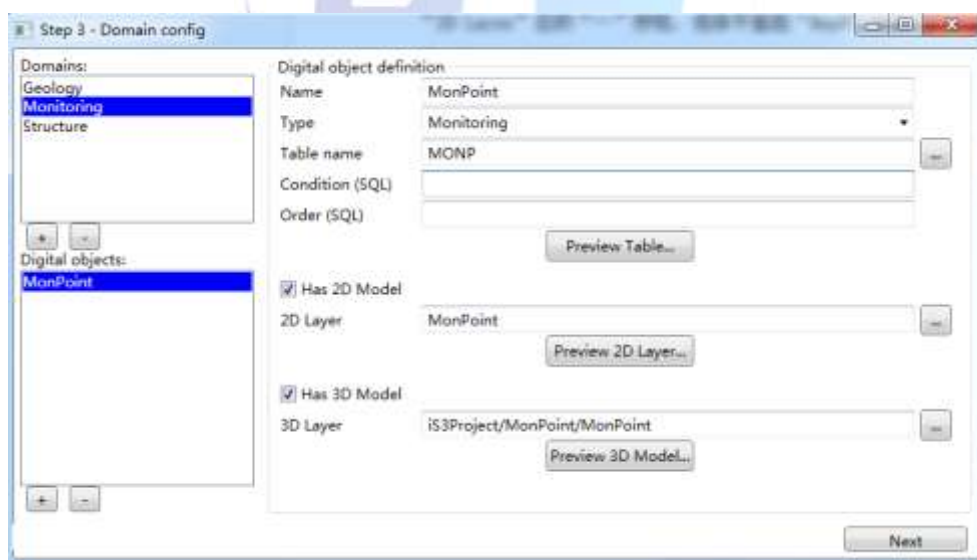 Step 3 - Domain config
Domains:
Geology
Monitoring
Structure
+ -
Digital objects:
MonPoint
+ -
Digital object definition
Name MonPoint
Type Monitoring
Table name MONP ...
Condition (SQL)
Order (SQL)
Preview Table...
Has 2D Model
2D Layer MonPoint ...
Preview 2D Layer...
Has 3D Model
3D Layer iS3Project/MonPoint/MonPoint ...
Preview 3D Model...
Next